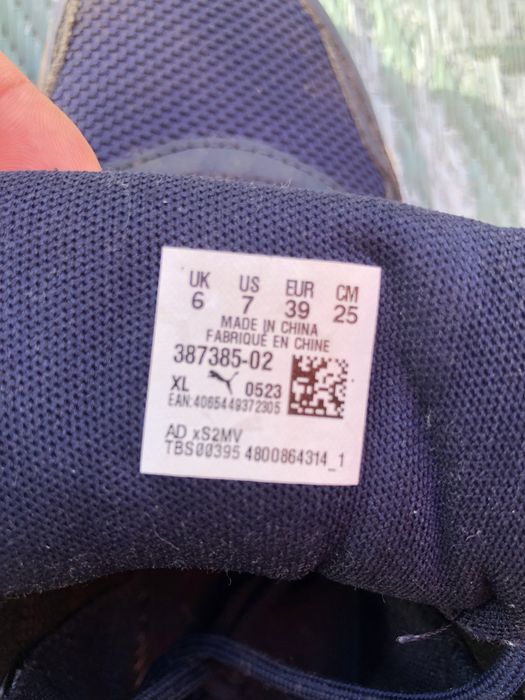 UK US EUR CM
6 7 39 25
MADE IN CHINA
FABRIQUÉ EN CHINE
387385-02
XL 0523
EAN:4065449372305
AD xS2MV
TBS00395 4800864314_1